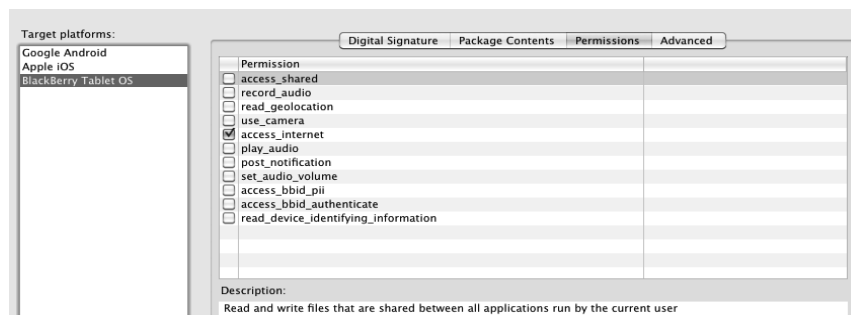 Target platforms:
Google Android
Apple iOS
BlackBerry Tablet OS
Digital Signature Package Contents Permissions Advanced
Permission
access_shared
record_audio
read_geolocation
use_camera
access_internet
play_audio
post_notification
set_audio_volume
access_bbid_pii
access_bbid_authenticate
read_device_identifying_information
Description:
Read and write files that are shared between all applications run by the current user